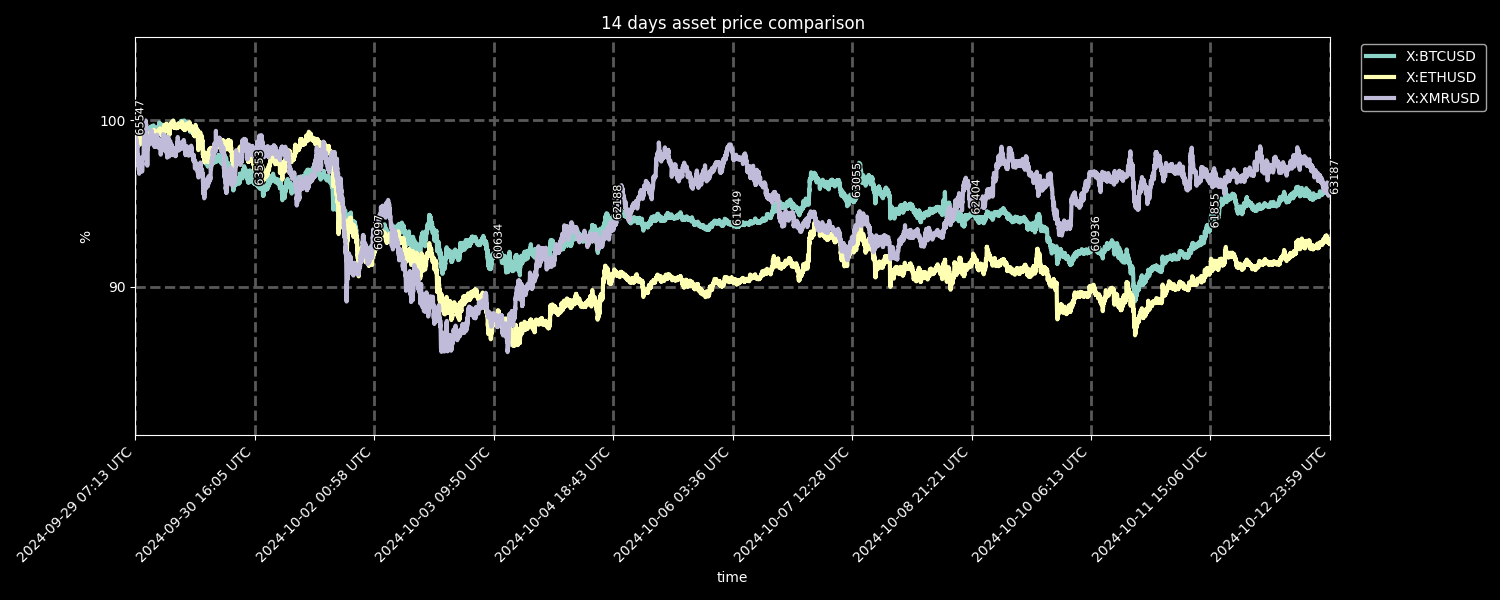 14 days asset price comparison
X:BTCUSD
X:ETHUSD
X:XMRUSD
100
90
%
65547
63553
60997
60634
62188
61949
63055
62404
60936
61855
63187
2024-09-29 07:13 UTC
2024-09-30 16:05 UTC
2024-10-02 00:58 UTC
2024-10-03 09:50 UTC
2024-10-04 18:43 UTC
2024-10-06 03:36 UTC
2024-10-07 12:28 UTC
2024-10-08 21:21 UTC
2024-10-10 06:13 UTC
2024-10-11 15:06 UTC
2024-10-12 23:59 UTC
time